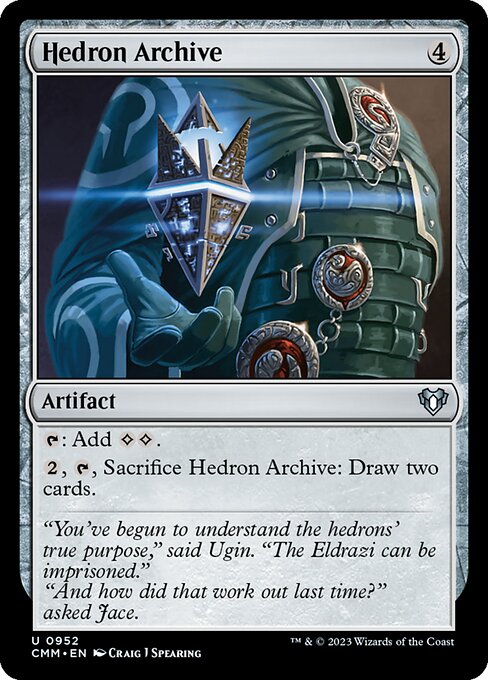 Hedron Archive 4
Artifact
: Add .
2, , Sacrifice Hedron Archive: Draw two
cards.
“You’ve begun to understand the hedrons’
true purpose,” said Ugin. “The Eldrazi can be
imprisoned.”
“And how did that work out last time?”
asked Jace.
U 0952
CMM • EN Craig J Spearing
™ & © 2023 Wizards of the Coast